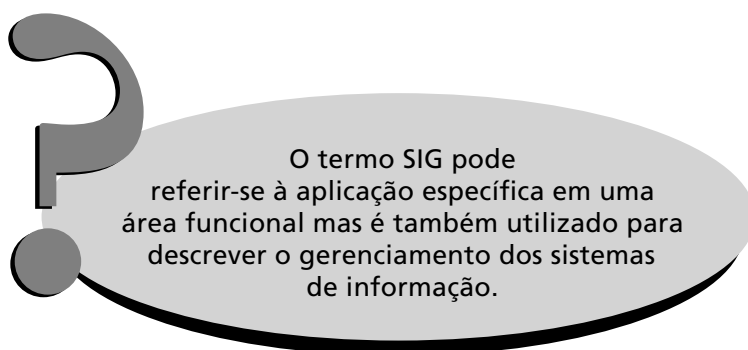 O termo SIG pode
referir-se à aplicação específica em uma
área funcional mas é também utilizado para
descrever o gerenciamento dos sistemas
de informação.